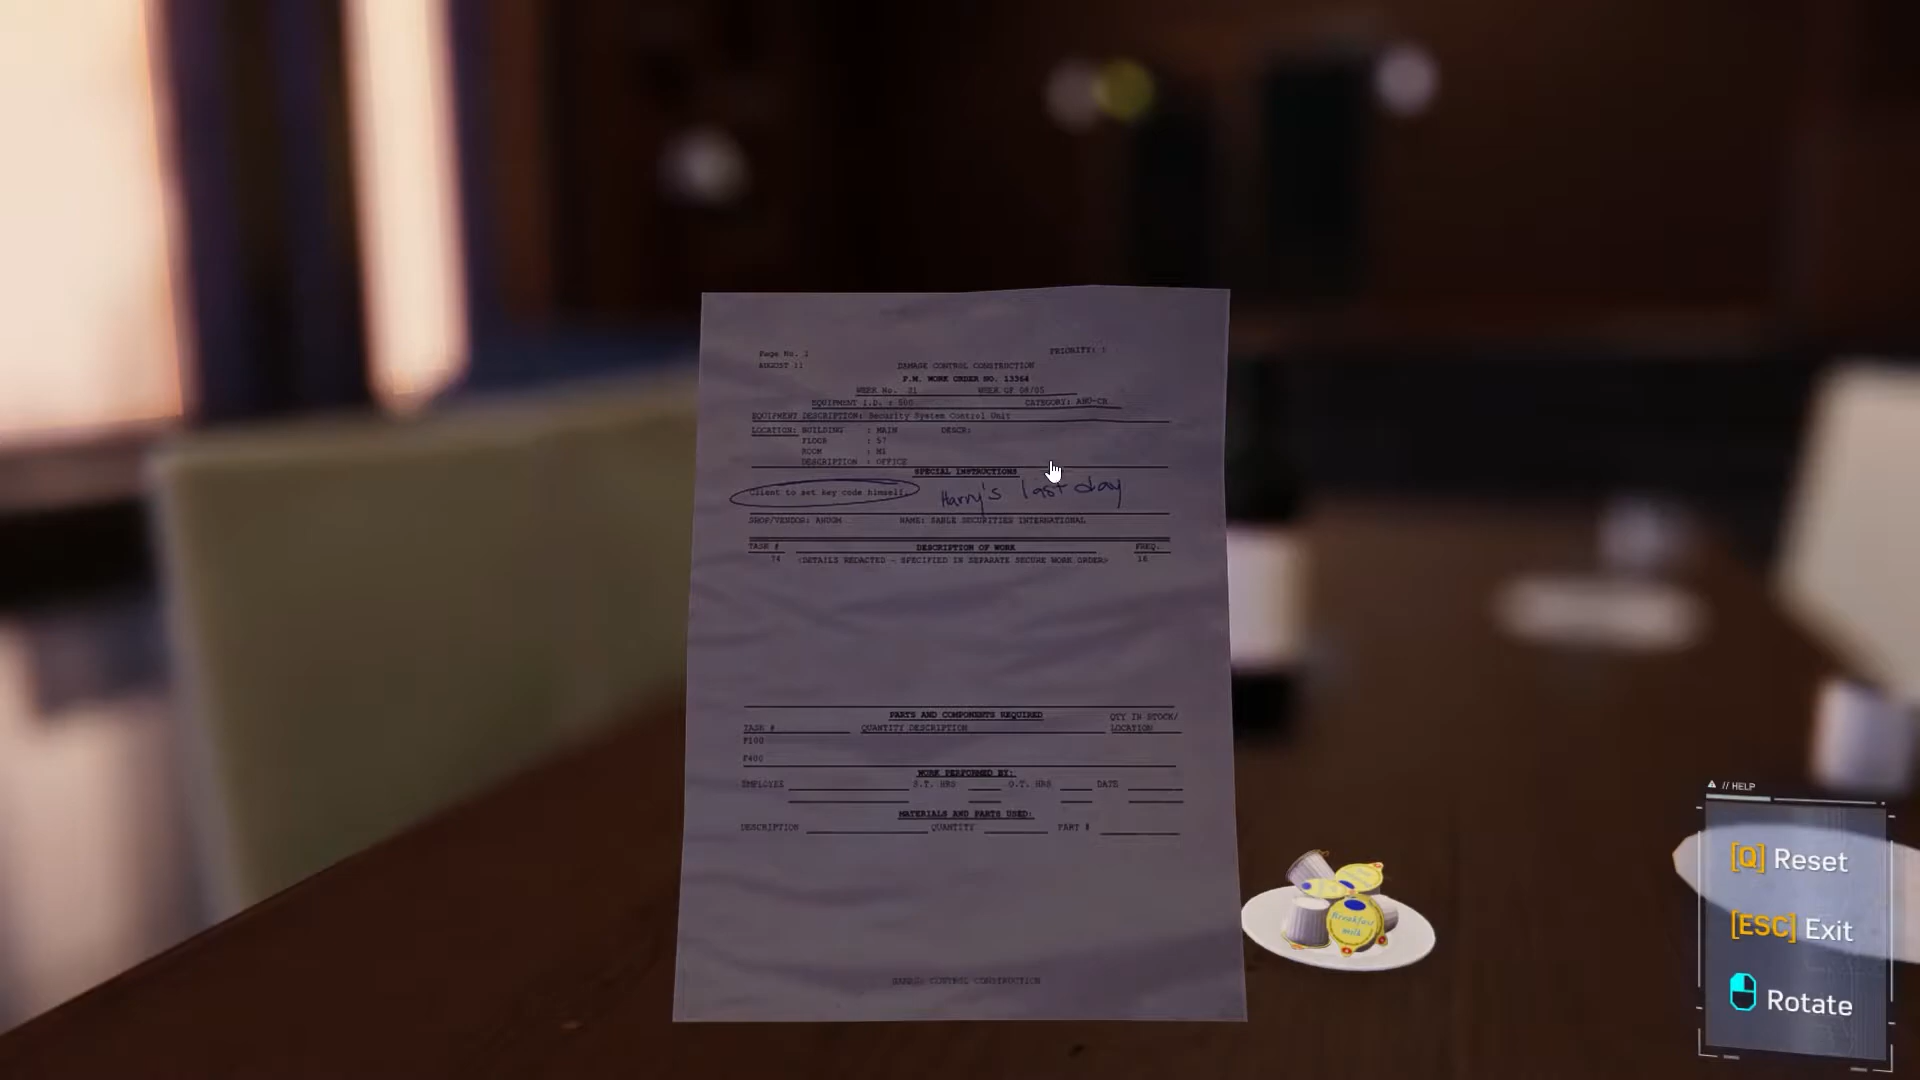 Page No. 1 PRIORITY: 1
AUGUST 11 DAMAGE CONTROL CONSTRUCTION
P.M. WORK ORDER NO. 13364
WEEK No. 31 WEEK OF 08/05
EQUIPMENT I.D. : 500 CATEGORY:
EQUIPMENT DESCRIPTION: Security System Control Unit
LOCATION: BUILDING : MAIN DESCR:
FLOOR : 57
ROOM : M1
DESCRIPTION : OFFICE
SPECIAL INSTRUCTIONS
Client to set key code himself. Harry's last day
SHOP/VENDOR: NAME: SABLE SECURITIES INTERNATIONAL
TASK # DESCRIPTION OF WORK FREQ.
74 <DETAILS REDACTED - SPECIFIED IN SEPARATE SECURE WORK ORDER> 16
PARTS AND COMPONENTS REQUIRED QTY IN STOCK/
TASK # QUANTITY DESCRIPTION LOCATION
F100
F400
WORK PERFORMED BY:
EMPLOYEE S.T. HRS O.T. HRS DATE
MATERIALS AND PARTS USED:
DESCRIPTION QUANTITY PART #
DAMAGE CONTROL CONSTRUCTION
Breakfast
milk
// HELP
[Q] Reset
[ESC] Exit
Rotate